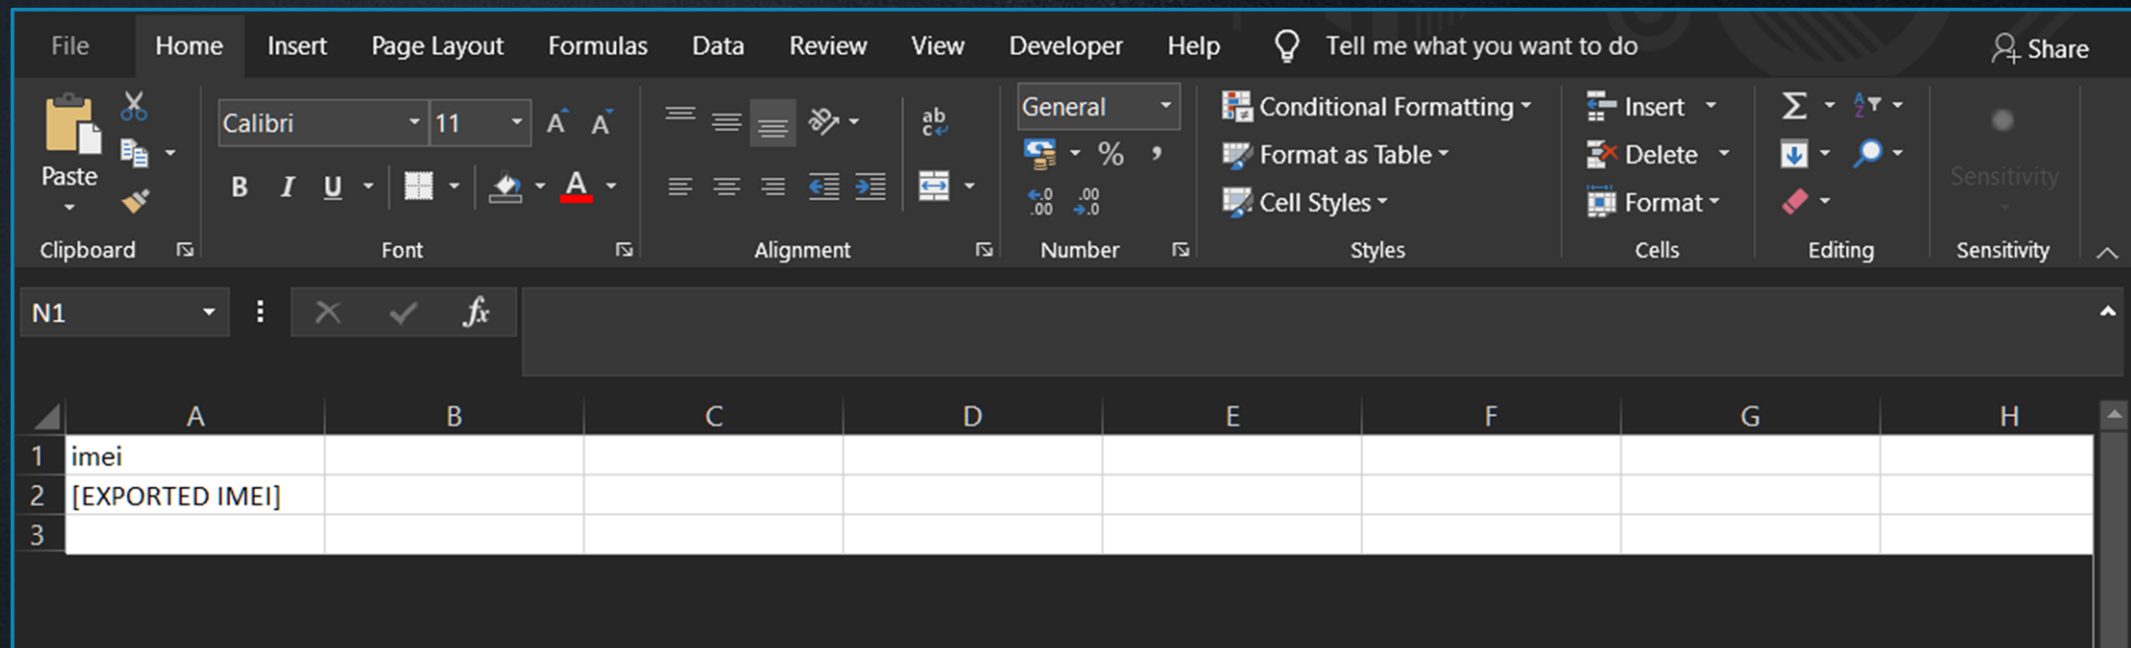 File Home Insert Page Layout Formulas Data Review View Developer Help Tell me what you want to do Share
Calibri 11 General Conditional Formatting Insert
Paste Format as Table Delete
B I U A Cell Styles Format Sensitivity
Clipboard Font Alignment Number Styles Cells Editing Sensitivity
N1 fx
A B C D E F G H
1 imei
2 [EXPORTED IMEI]
3